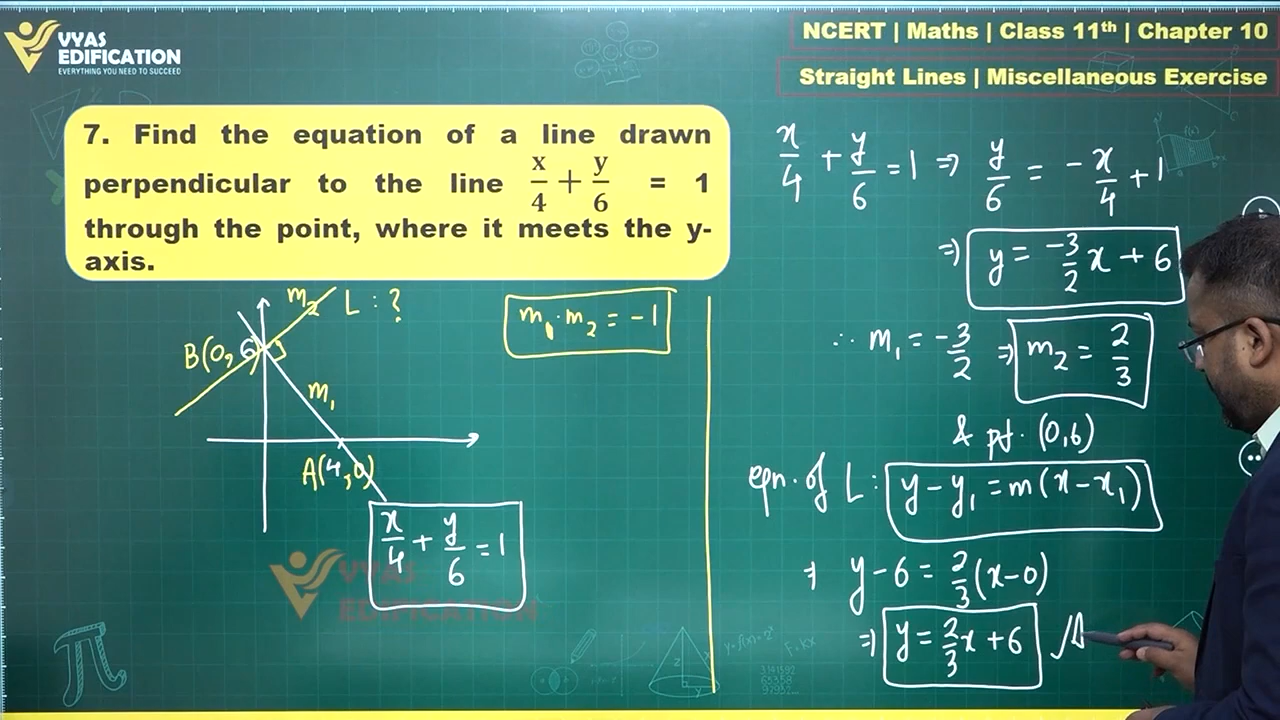 VYAS
EDIFICATION
EVERYTHING YOU NEED TO SUCCEED
NCERT | Maths | Class 11th | Chapter 10
Straight Lines | Miscellaneous Exercise
7. Find the equation of a line drawn
perpendicular to the line x/4 + y/6 = 1
through the point, where it meets the y-
axis.
m₂ L : ?
B(0, 6)
m₁
A(4, 0)
x/4 + y/6 = 1
m₁·m₂ = -1
x/4 + y/6 = 1 ⇒ y/6 = -x/4 + 1
⇒ y = -3/2 x + 6
∴ m₁ = -3/2 ⇒ m₂ = 2/3
& pt. (0,6)
eqn. of L : y - y₁ = m(x - x₁)
⇒ y - 6 = 2/3 (x - 0)
⇒ y = 2/3 x + 6
VYAS
EDIFICATION